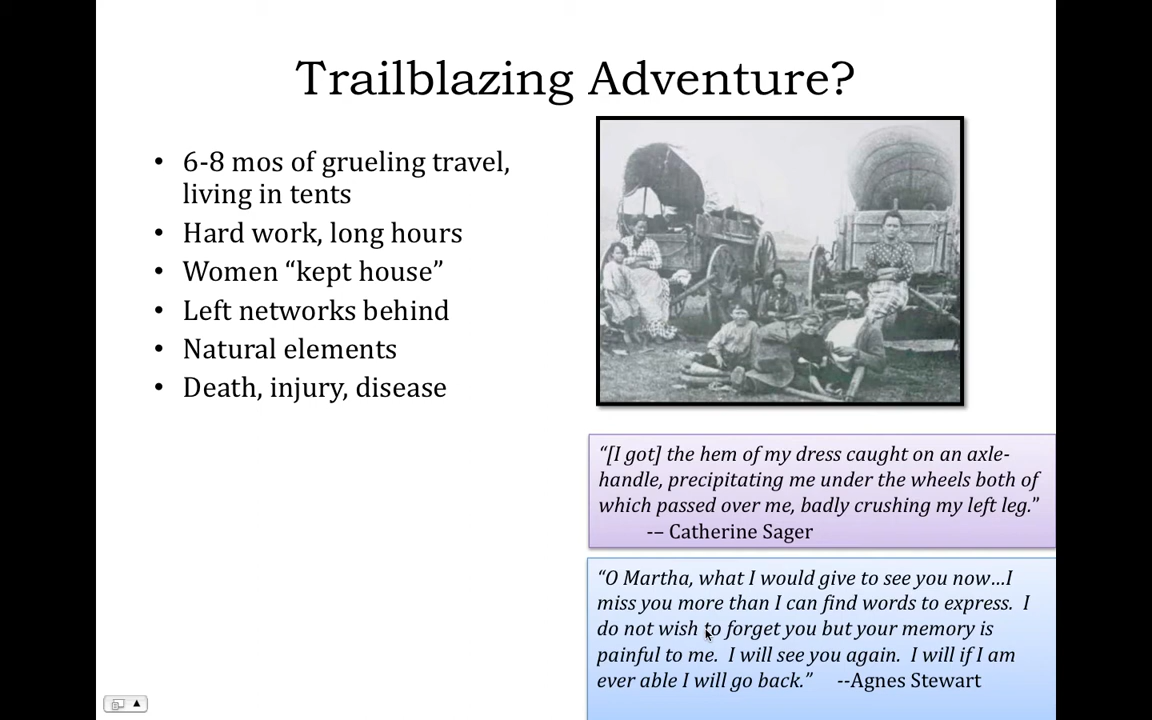 Trailblazing Adventure?
• 6-8 mos of grueling travel,
living in tents
• Hard work, long hours
• Women “kept house”
• Left networks behind
• Natural elements
• Death, injury, disease
“[I got] the hem of my dress caught on an axle-
handle, precipitating me under the wheels both of
which passed over me, badly crushing my left leg.”
-– Catherine Sager
“O Martha, what I would give to see you now…I
miss you more than I can find words to express.  I
do not wish to forget you but your memory is
painful to me.  I will see you again.  I will if I am
ever able I will go back.”    --Agnes Stewart